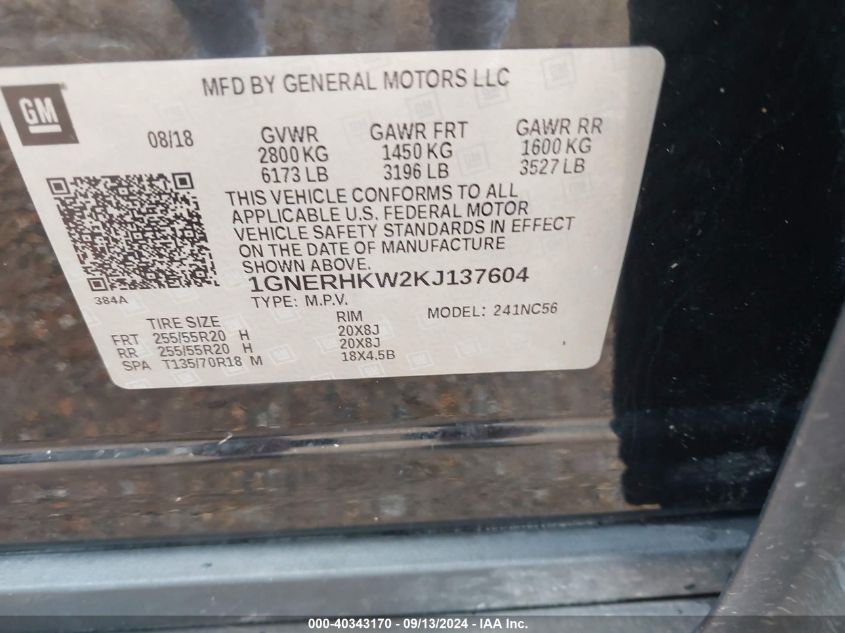 MFD BY GENERAL MOTORS LLC
GM
08/18
GVWR GAWR FRT GAWR RR
2800 KG 1450 KG 1600 KG
6173 LB 3196 LB 3527 LB
THIS VEHICLE CONFORMS TO ALL
APPLICABLE U.S. FEDERAL MOTOR
VEHICLE SAFETY STANDARDS IN EFFECT
ON THE DATE OF MANUFACTURE
SHOWN ABOVE.
1GNERHKW2KJ137604
384A
TYPE: M.P.V. MODEL: 241NC56
TIRE SIZE RIM
FRT 255/55R20 H 20X8J
RR 255/55R20 H 20X8J
SPA T135/70R18 M 18X4.5B
000-40343170 - 09/13/2024 - IAA Inc.